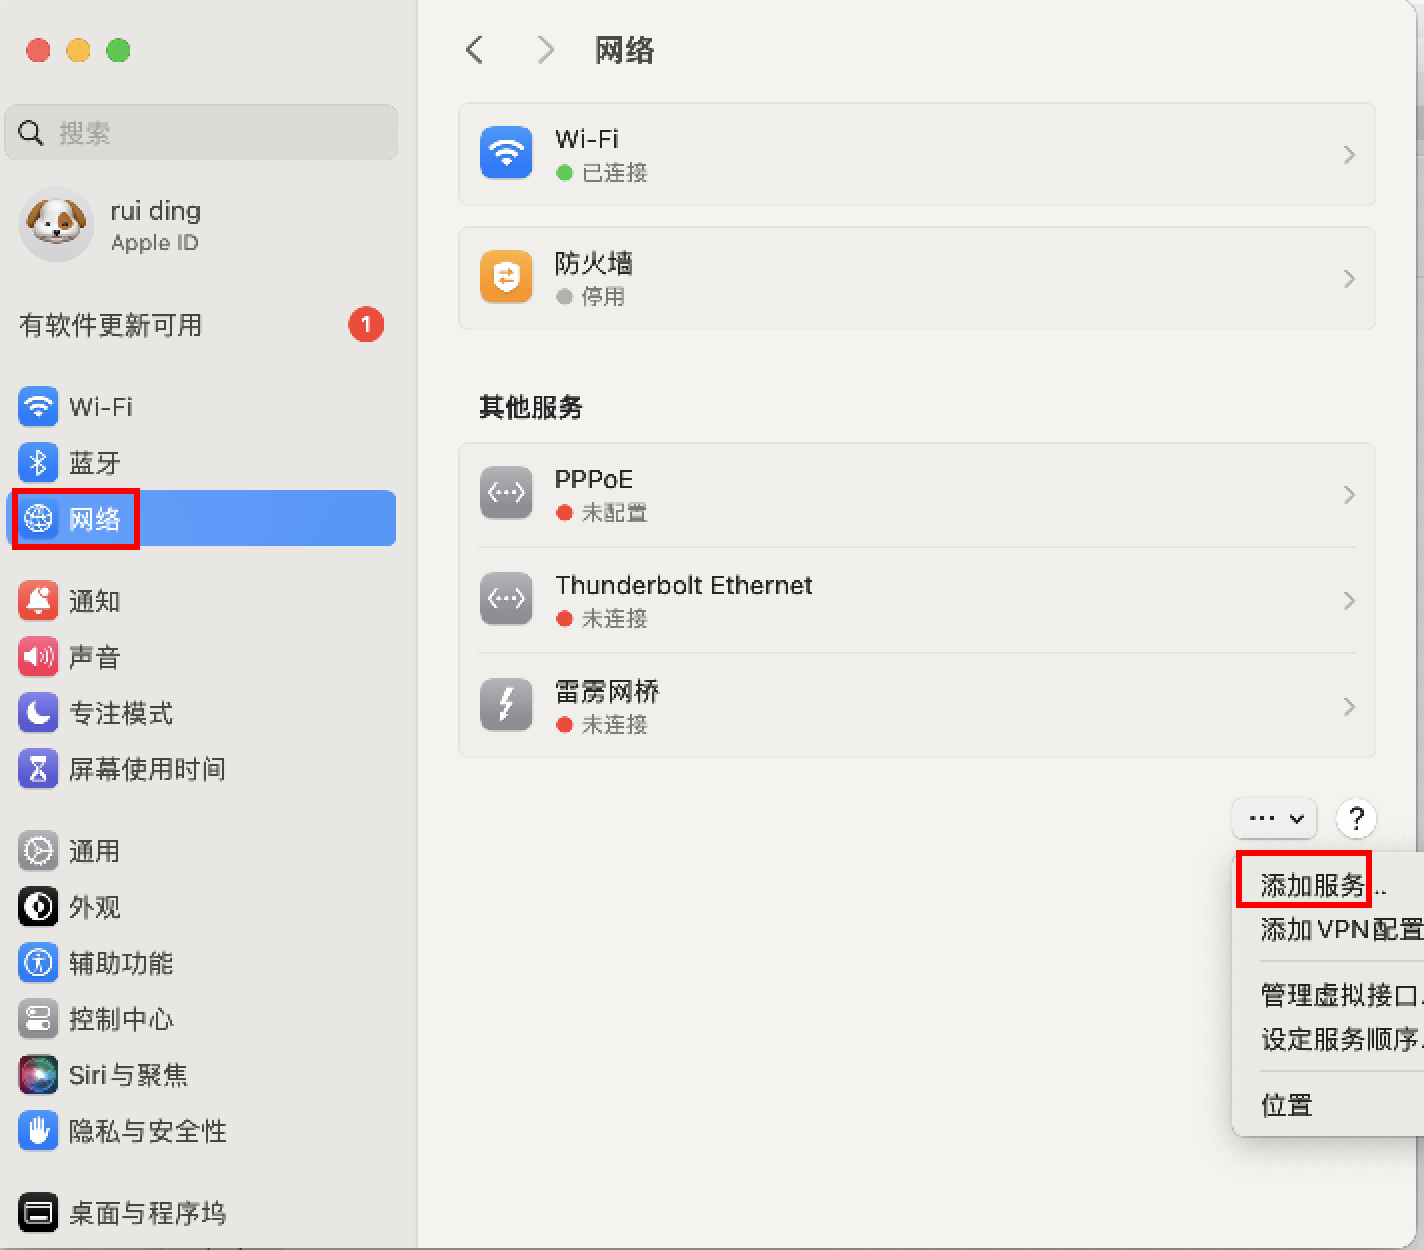 网络
搜索
rui ding
Apple ID
有软件更新可用
1
Wi-Fi
蓝牙
网络
通知
声音
专注模式
屏幕使用时间
通用
外观
辅助功能
控制中心
Siri与聚焦
隐私与安全性
桌面与程序坞
Wi-Fi
已连接
防火墙
停用
其他服务
PPPoE
未配置
Thunderbolt Ethernet
未连接
雷雳网桥
未连接
··· ?
添加服务...
添加VPN配置
管理虚拟接口.
设定服务顺序.
位置